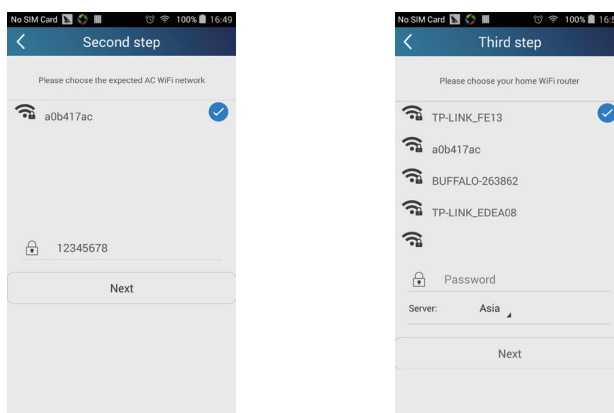 No SIM Card 100% 16:49
Second step
Please choose the expected AC WiFi network
a0b417ac
12345678
Next
No SIM Card 100%
Third step
Please choose your home WiFi router
TP-LINK_FE13
a0b417ac
BUFFALO-263862
TP-LINK_EDEA08
Password
Server: Asia
Next